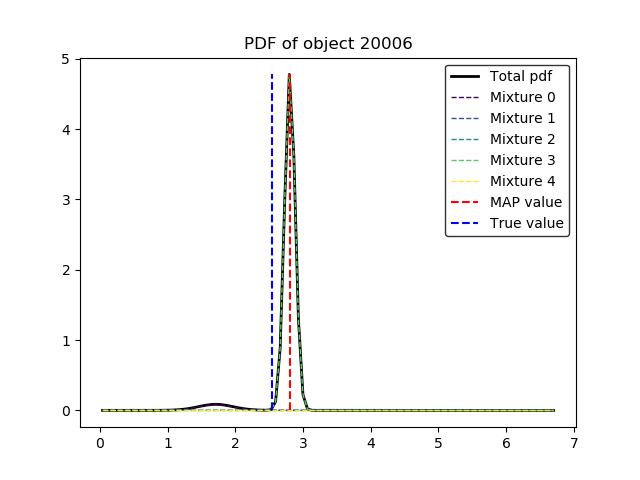 PDF of object 20006
5
4
3
2
1
0
0 1 2 3 4 5 6 7
Total pdf
Mixture 0
Mixture 1
Mixture 2
Mixture 3
Mixture 4
MAP value
True value